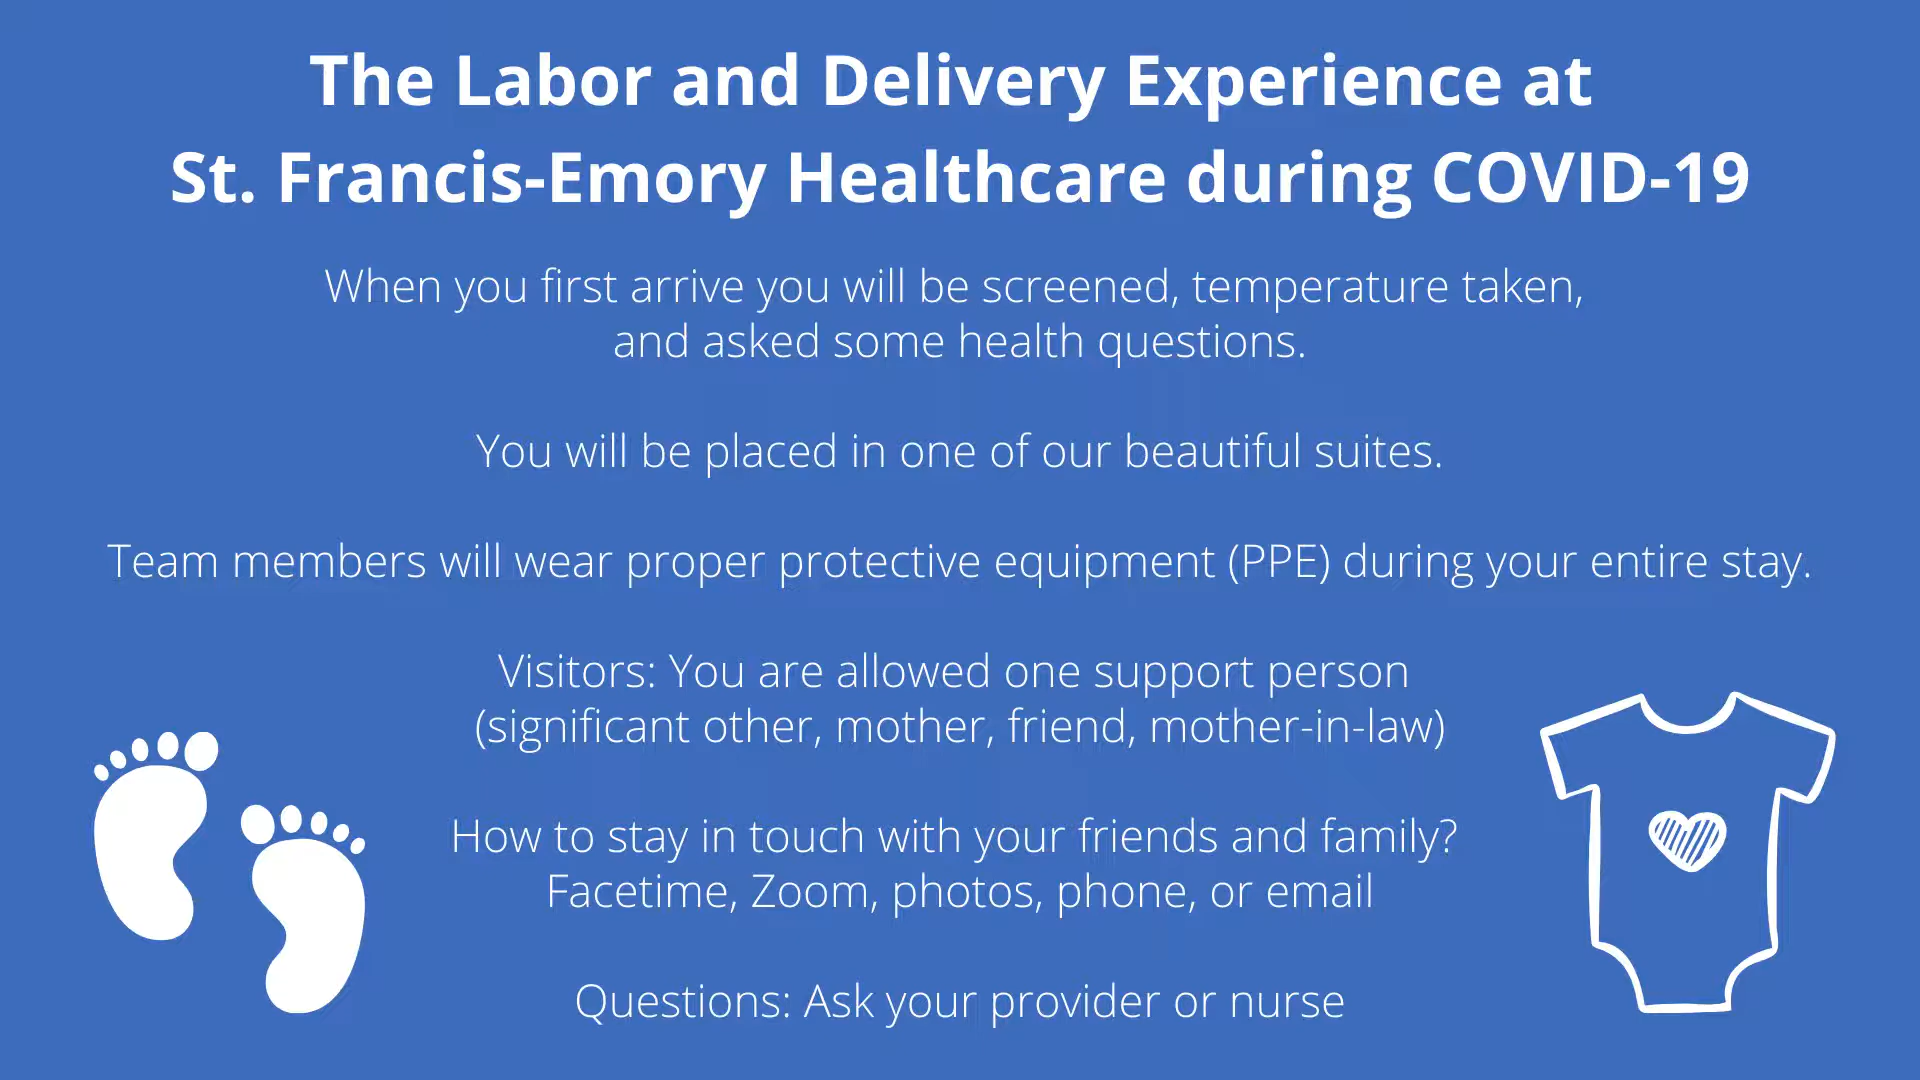 The Labor and Delivery Experience at
St. Francis-Emory Healthcare during COVID-19
When you first arrive you will be screened, temperature taken,
and asked some health questions.
You will be placed in one of our beautiful suites.
Team members will wear proper protective equipment (PPE) during your entire stay.
Visitors: You are allowed one support person
(significant other, mother, friend, mother-in-law)
How to stay in touch with your friends and family?
Facetime, Zoom, photos, phone, or email
Questions: Ask your provider or nurse